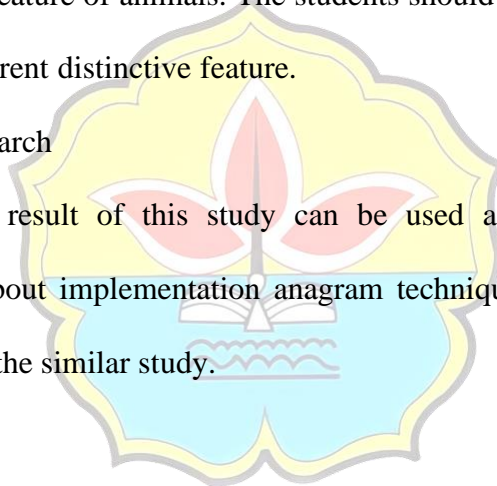 eature of animals. The students should
rent distinctive feature.
arch
result of this study can be used a
bout implementation anagram techniqu
the similar study.